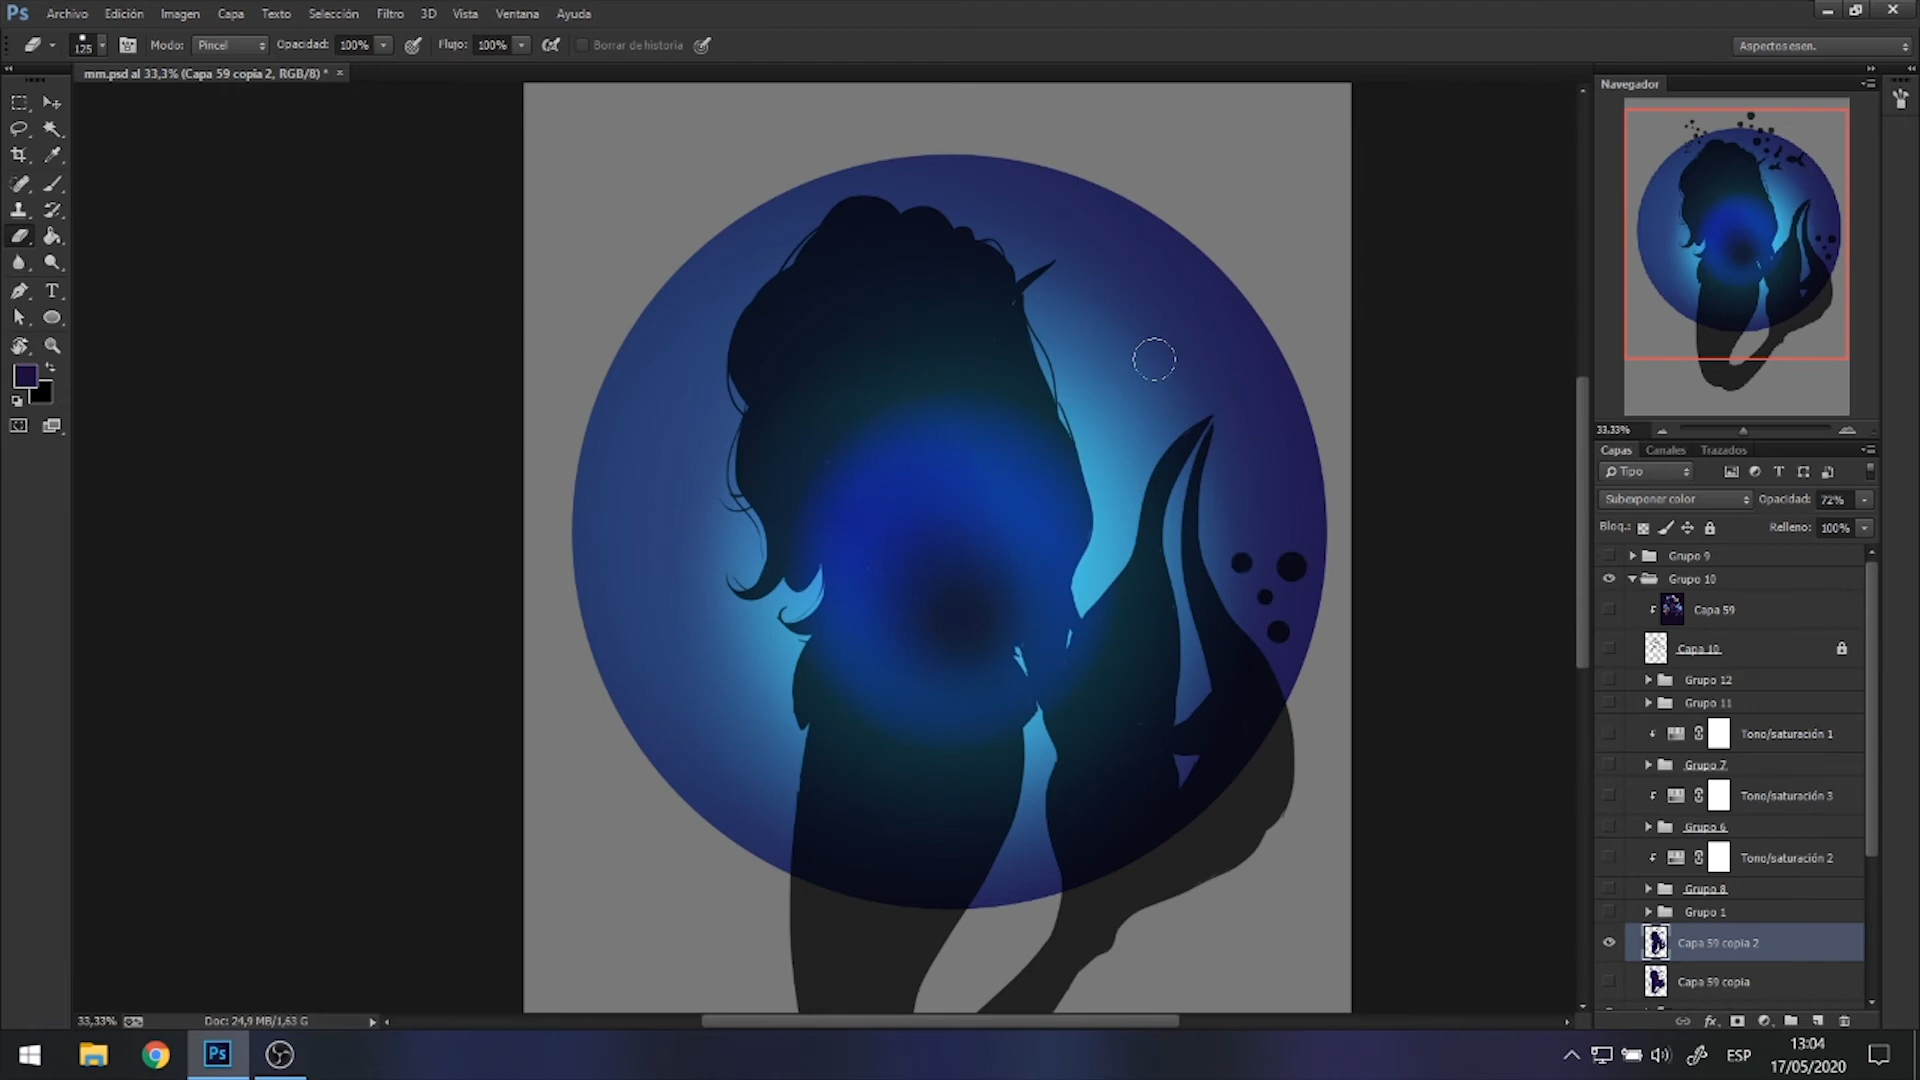 Ps Archivo Edición Imagen Capa Texto Selección Filtro 3D Vista Ventana Ayuda
125 Modo: Pincel Opacidad: 100% Flujo: 100% Borrar de historia Aspectos esen.
mm.psd al 33,3% (Capa 59 copia 2, RGB/8) *
Navegador
33,33%
Capas Canales Trazados
Tipo
Subexponer color Opacidad: 72%
Bloq.: Relleno: 100%
Grupo 9
Grupo 10
Capa 59
Capa 10
Grupo 12
Grupo 11
Tono/saturación 1
Grupo 7
Tono/saturación 3
Grupo 6
Tono/saturación 2
Grupo 8
Grupo 1
Capa 59 copia 2
Capa 59 copia
33,33% Doc: 24,9 MB/1,63 G
fx
Ps ESP 13:04
17/05/2020